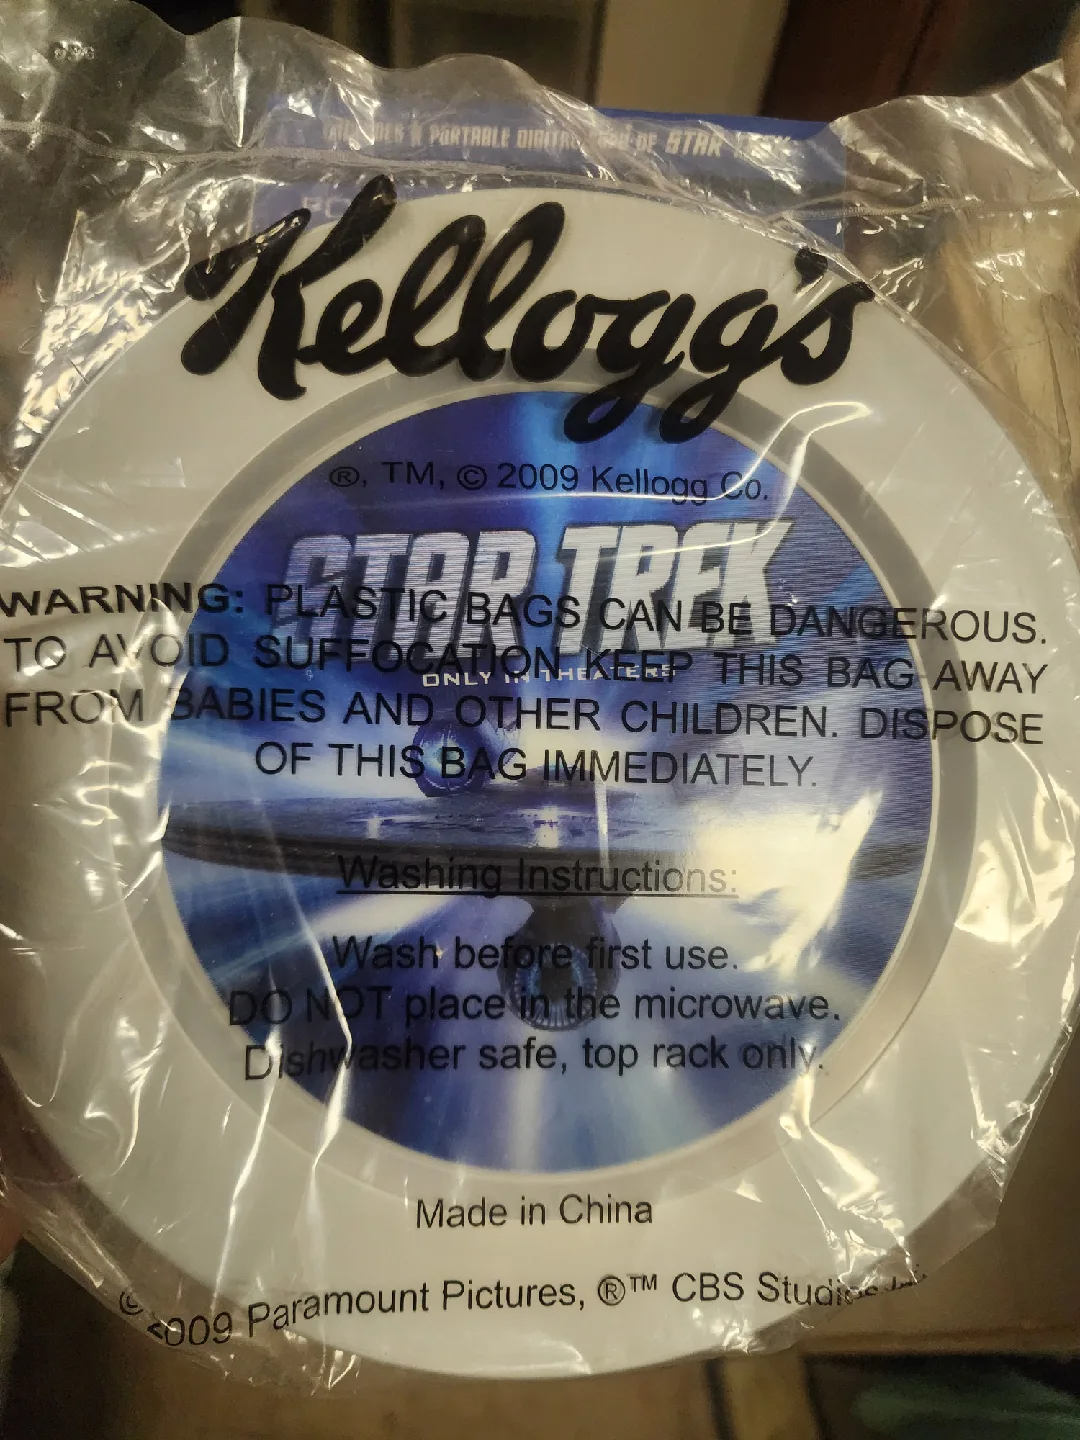 PORTABLE DIGITAL OF STAR TREK
Kellogg's
®, TM, © 2009 Kellogg Co.
STAR TREK
ONLY IN THEATERS
WARNING: PLASTIC BAGS CAN BE DANGEROUS.
TO AVOID SUFFOCATION KEEP THIS BAG AWAY
FROM BABIES AND OTHER CHILDREN. DISPOSE
OF THIS BAG IMMEDIATELY.
Washing Instructions:
Wash before first use.
DO NOT place in the microwave.
Dishwasher safe, top rack only.
Made in China
© 2009 Paramount Pictures, ®™ CBS Studios